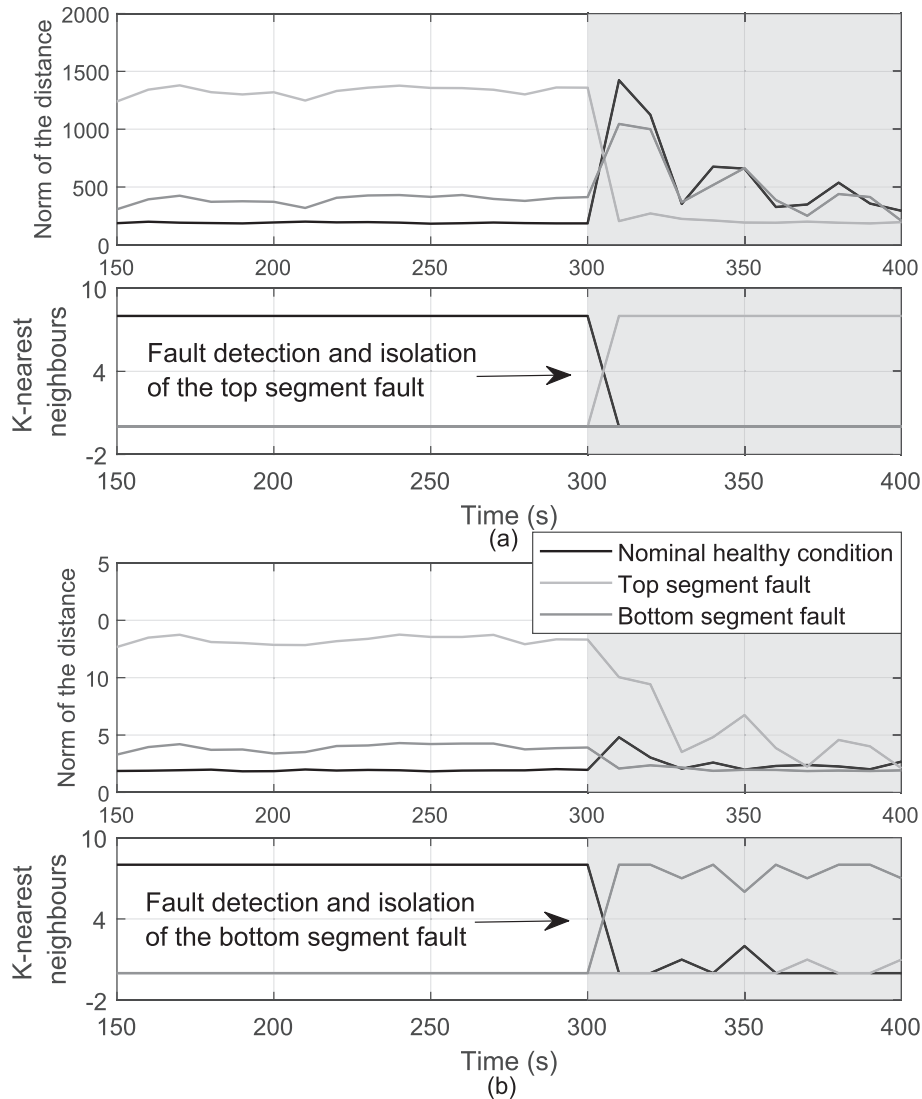 2000
1500
1000
500
0
Norm of the distance
150
200
250
300
350
400
10
4
-2
K-nearest
neighbours
Fault detection and isolation
of the top segment fault
150
200
250
300
350
400
Time (s)
(a)
Nominal healthy condition
Top segment fault
Bottom segment fault
5
0
10
5
0
Norm of the distance
150
200
250
300
350
400
10
4
-2
K-nearest
neighbours
Fault detection and isolation
of the bottom segment fault
150
200
250
300
350
400
Time (s)
(b)